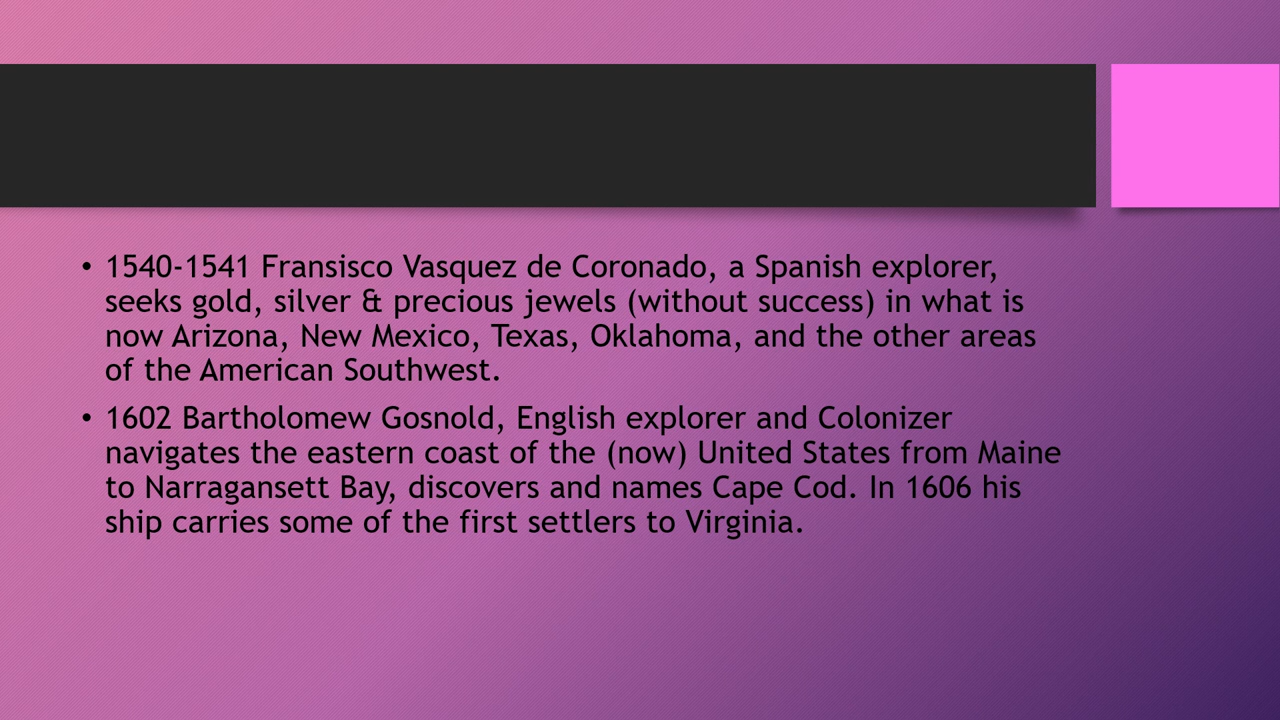 • 1540-1541 Fransisco Vasquez de Coronado, a Spanish explorer,
seeks gold, silver & precious jewels (without success) in what is
now Arizona, New Mexico, Texas, Oklahoma, and the other areas
of the American Southwest.
• 1602 Bartholomew Gosnold, English explorer and Colonizer
navigates the eastern coast of the (now) United States from Maine
to Narragansett Bay, discovers and names Cape Cod. In 1606 his
ship carries some of the first settlers to Virginia.